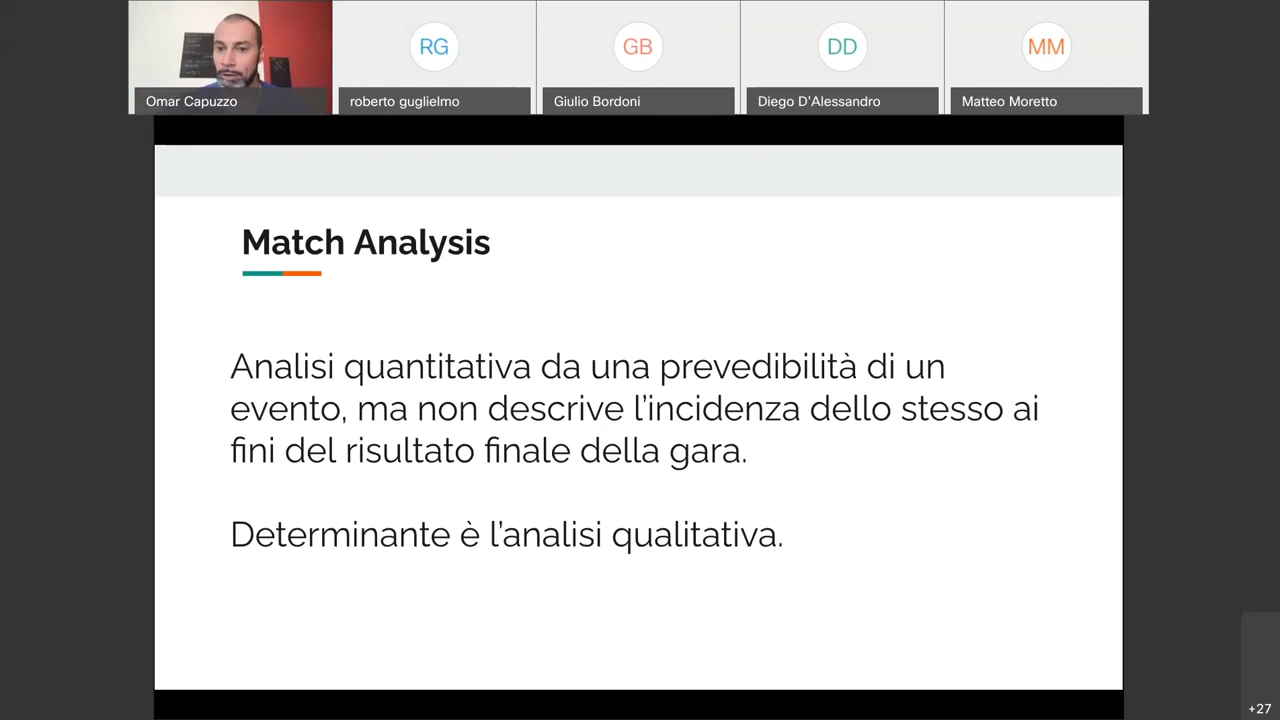 RG
GB
DD
MM
Omar Capuzzo
roberto guglielmo
Giulio Bordoni
Diego D'Alessandro
Matteo Moretto
Match Analysis
Analisi quantitativa da una prevedibilità di un
evento, ma non descrive l'incidenza dello stesso ai
fini del risultato finale della gara.
Determinante è l'analisi qualitativa.
+27